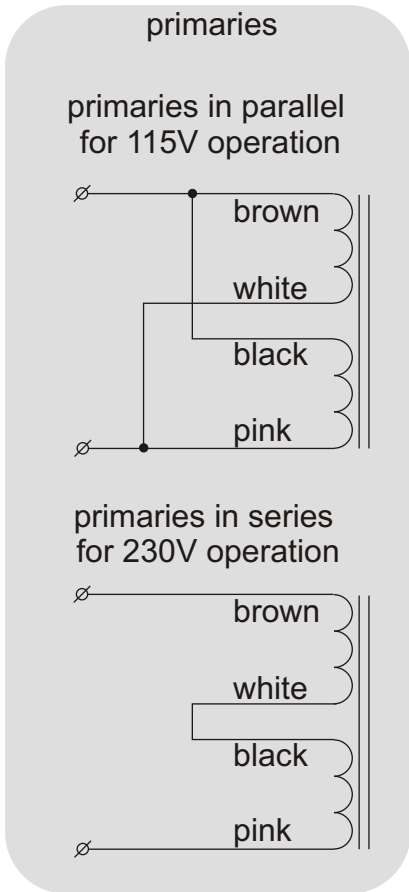 primaries
primaries in parallel
for 115V operation
brown
white
black
pink
primaries in series
for 230V operation
brown
white
black
pink